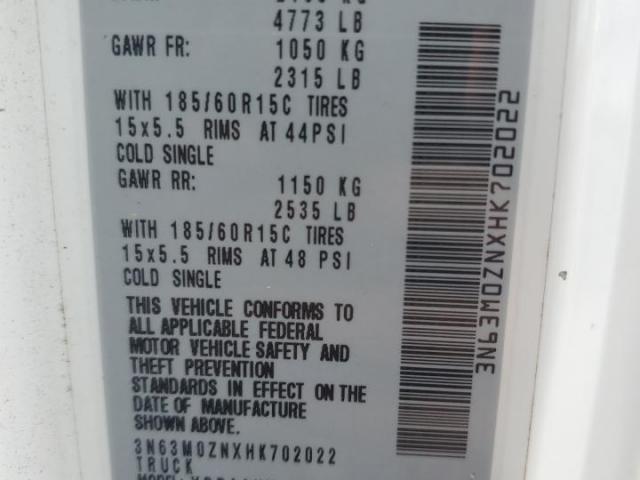 4773 LB
GAWR FR: 1050 KG
2315 LB
WITH 185/60R15C TIRES
15x5.5 RIMS AT 44PSI
COLD SINGLE
GAWR RR: 1150 KG
2535 LB
WITH 185/60R15C TIRES
15x5.5 RIMS AT 48 PSI
COLD SINGLE
THIS VEHICLE CONFORMS TO
ALL APPLICABLE FEDERAL
MOTOR VEHICLE SAFETY AND
THEFT PREVENTION
STANDARDS IN EFFECT ON THE
DATE OF MANUFACTURE
SHOWN ABOVE.
3N63M0ZNXHK702022
TRUCK
3N63M0ZNXHK702022